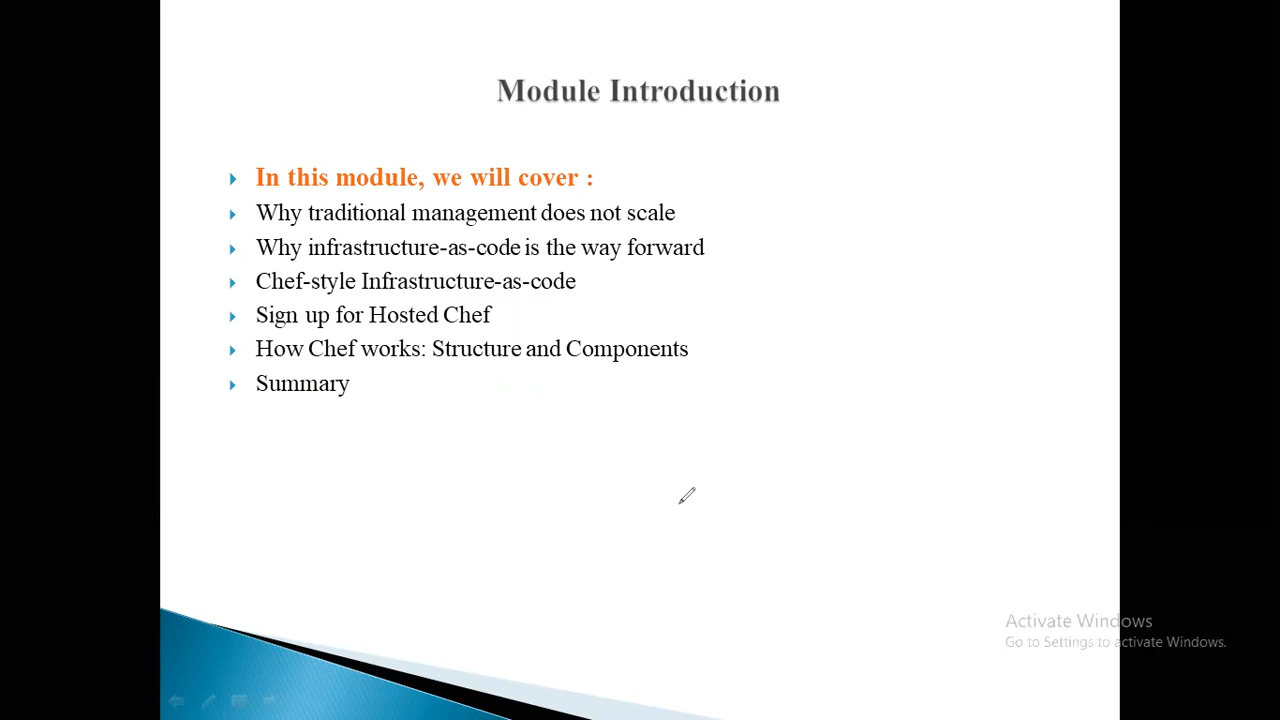 Module Introduction
In this module, we will cover :
Why traditional management does not scale
Why infrastructure-as-code is the way forward
Chef-style Infrastructure-as-code
Sign up for Hosted Chef
How Chef works: Structure and Components
Summary
Activate Windows
Go to Settings to activate Windows.